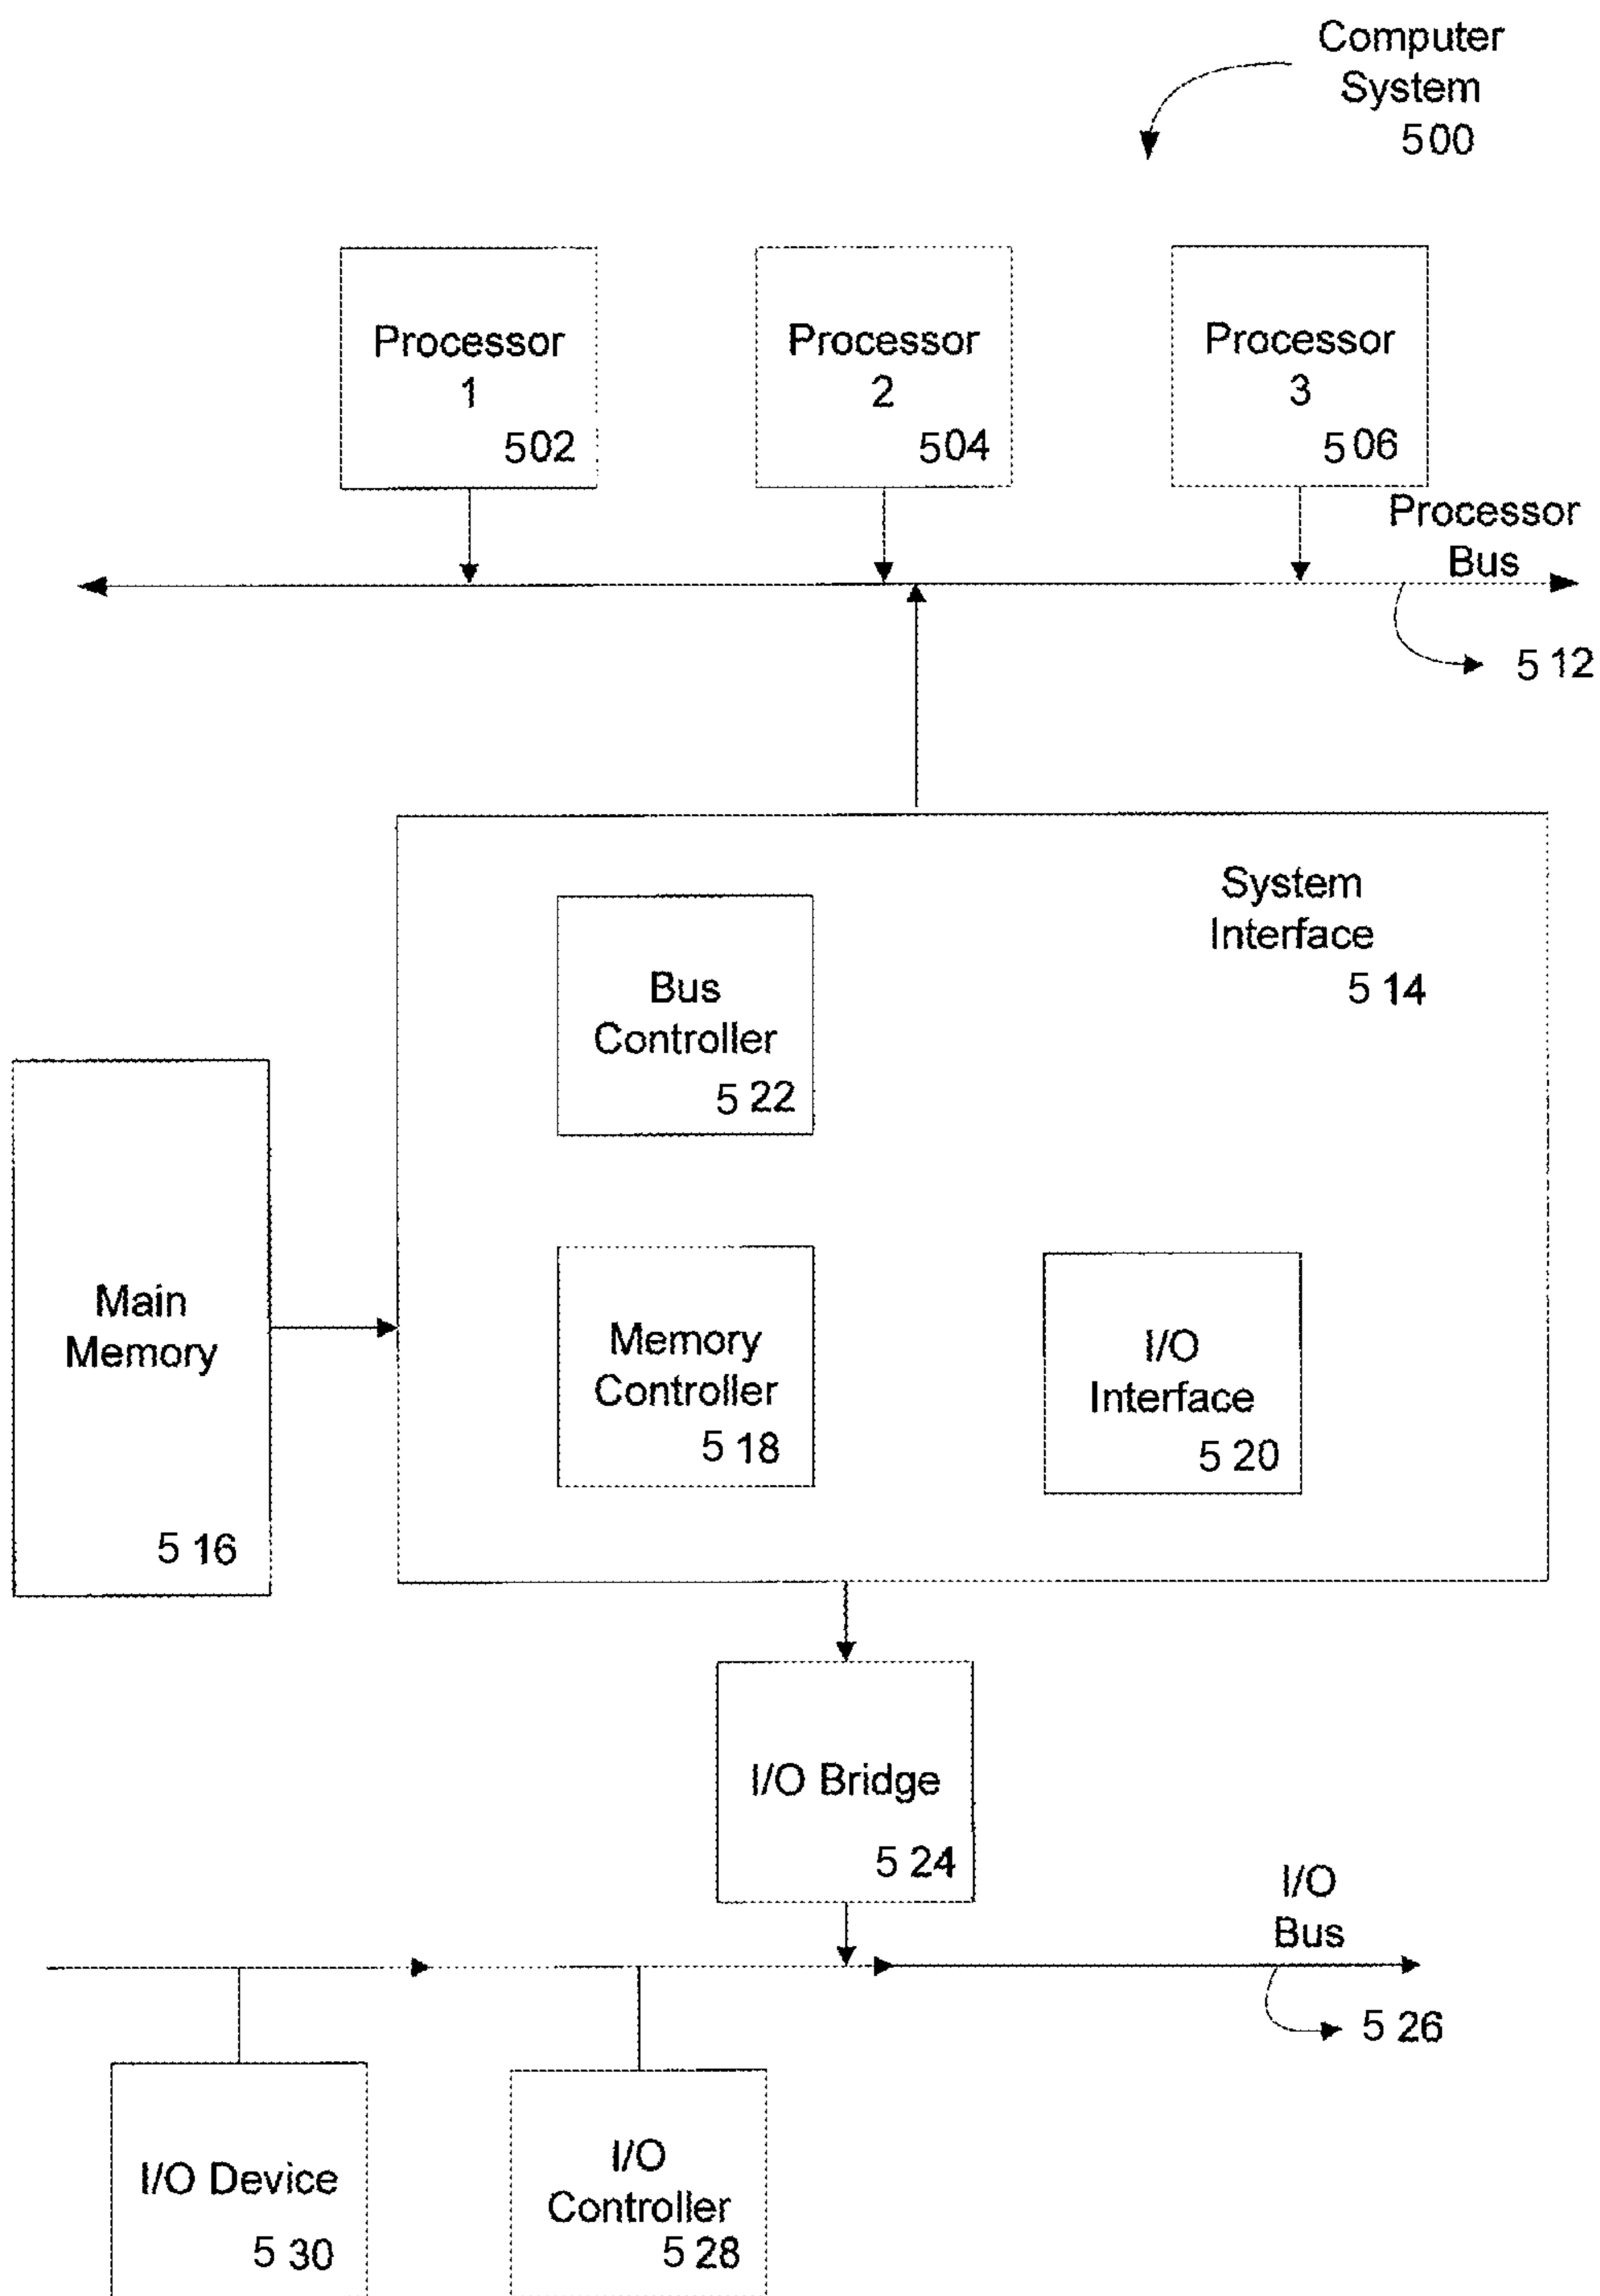 Computer
System
500
Processor
1
502
Processor
2
504
Processor
3
506
Processor
Bus
512
System
Interface
514
Bus
Controller
522
Main
Memory
516
Memory
Controller
518
I/O
Interface
520
I/O Bridge
524
I/O
Bus
526
I/O Device
530
I/O
Controller
528